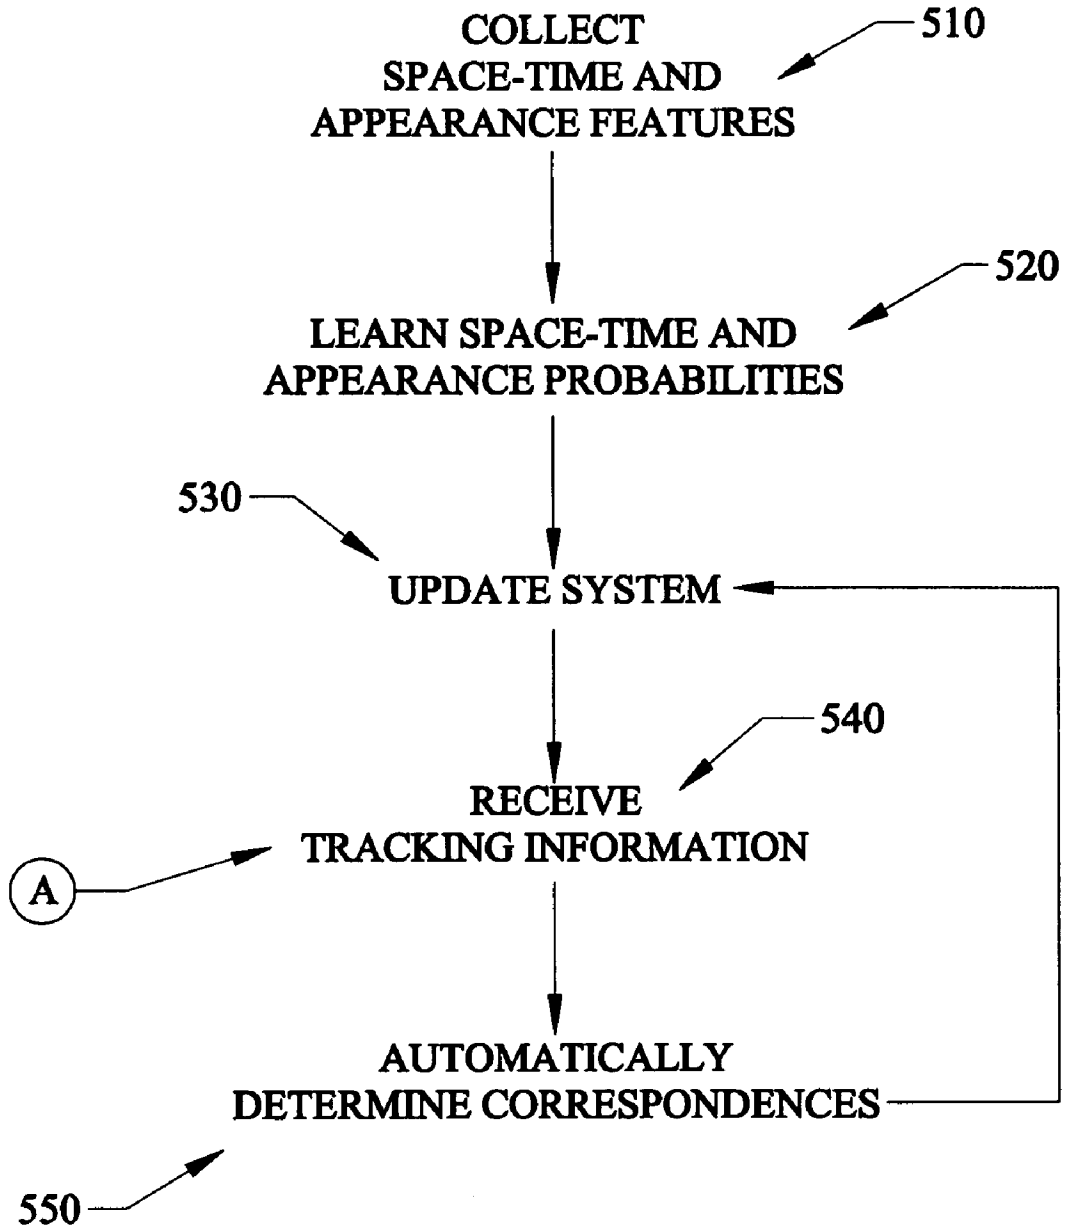 COLLECT
SPACE-TIME AND
APPEARANCE FEATURES
510
520
LEARN SPACE-TIME AND
APPEARANCE PROBABILITIES
530
UPDATE SYSTEM
540
RECEIVE
TRACKING INFORMATION
A
AUTOMATICALLY
DETERMINE CORRESPONDENCES
550